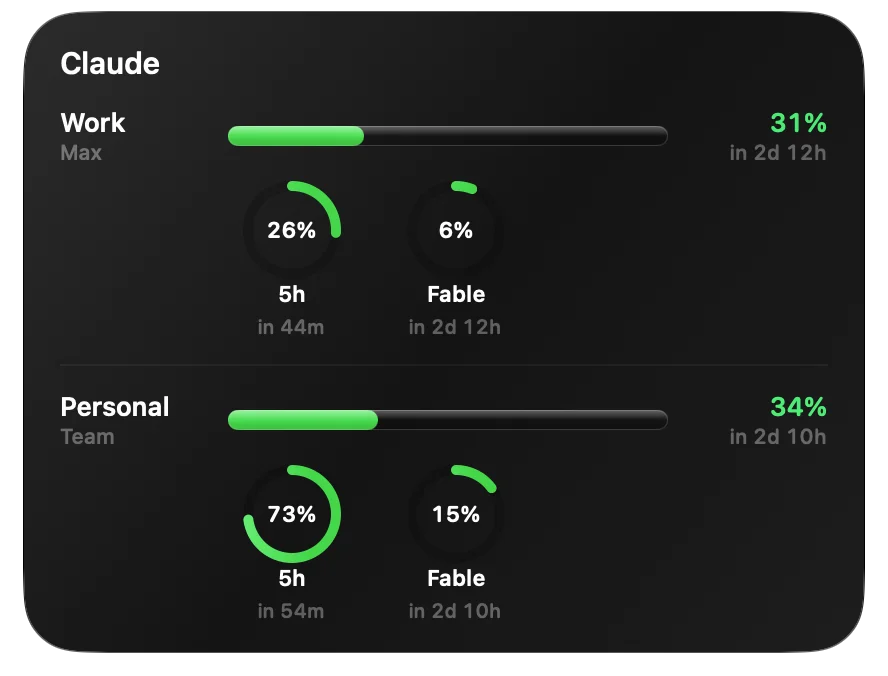 Claude
Work
Max
31%
in 2d 12h
26%
6%
5h
Fable
in 44m
in 2d 12h
Personal
Team
34%
in 2d 10h
73%
15%
5h
Fable
in 54m
in 2d 10h